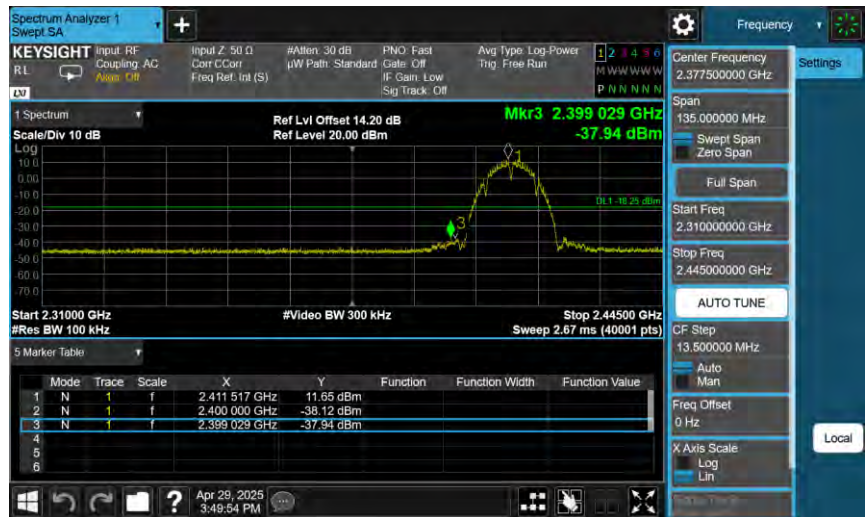 Spectrum Analyzer 1
Swept SA
+
Frequency
KEYSIGHT
RL
LXI
Input: RF
Coupling: AC
Align: Off
Input Z: 50 Ω
Corr CCorr
Freq Ref: Int (S)
#Atten: 30 dB
µW Path: Standard
PNO: Fast
Gate: Off
IF Gain: Low
Sig Track: Off
Avg Type: Log-Power
Trig: Free Run
1 2 3 4 5 6
M W W W W W
P N N N N N
Center Frequency
2.377500000 GHz
Settings
1 Spectrum
Scale/Div 10 dB
Ref Lvl Offset 14.20 dB
Ref Level 20.00 dBm
Mkr3 2.399 029 GHz
-37.94 dBm
Span
135.000000 MHz
Swept Span
Zero Span
Full Span
Start Freq
2.310000000 GHz
Stop Freq
2.445000000 GHz
AUTO TUNE
CF Step
13.500000 MHz
Auto
Man
Freq Offset
0 Hz
X Axis Scale
Log
Lin
Local
Log
10.0
0.00
-10.0
-20.0
-30.0
-40.0
-50.0
-60.0
-70.0
1
3
DL1 -18.25 dBm
Start 2.31000 GHz
#Video BW 300 kHz
Stop 2.44500 GHz
#Res BW 100 kHz
Sweep 2.67 ms (40001 pts)
5 Marker Table
Mode Trace Scale X Y Function Function Width Function Value
1 N 1 f 2.411 517 GHz 11.65 dBm
2 N 1 f 2.400 000 GHz -38.12 dBm
3 N 1 f 2.399 029 GHz -37.94 dBm
4
5
6
?
Apr 29, 2025
3:49:54 PM